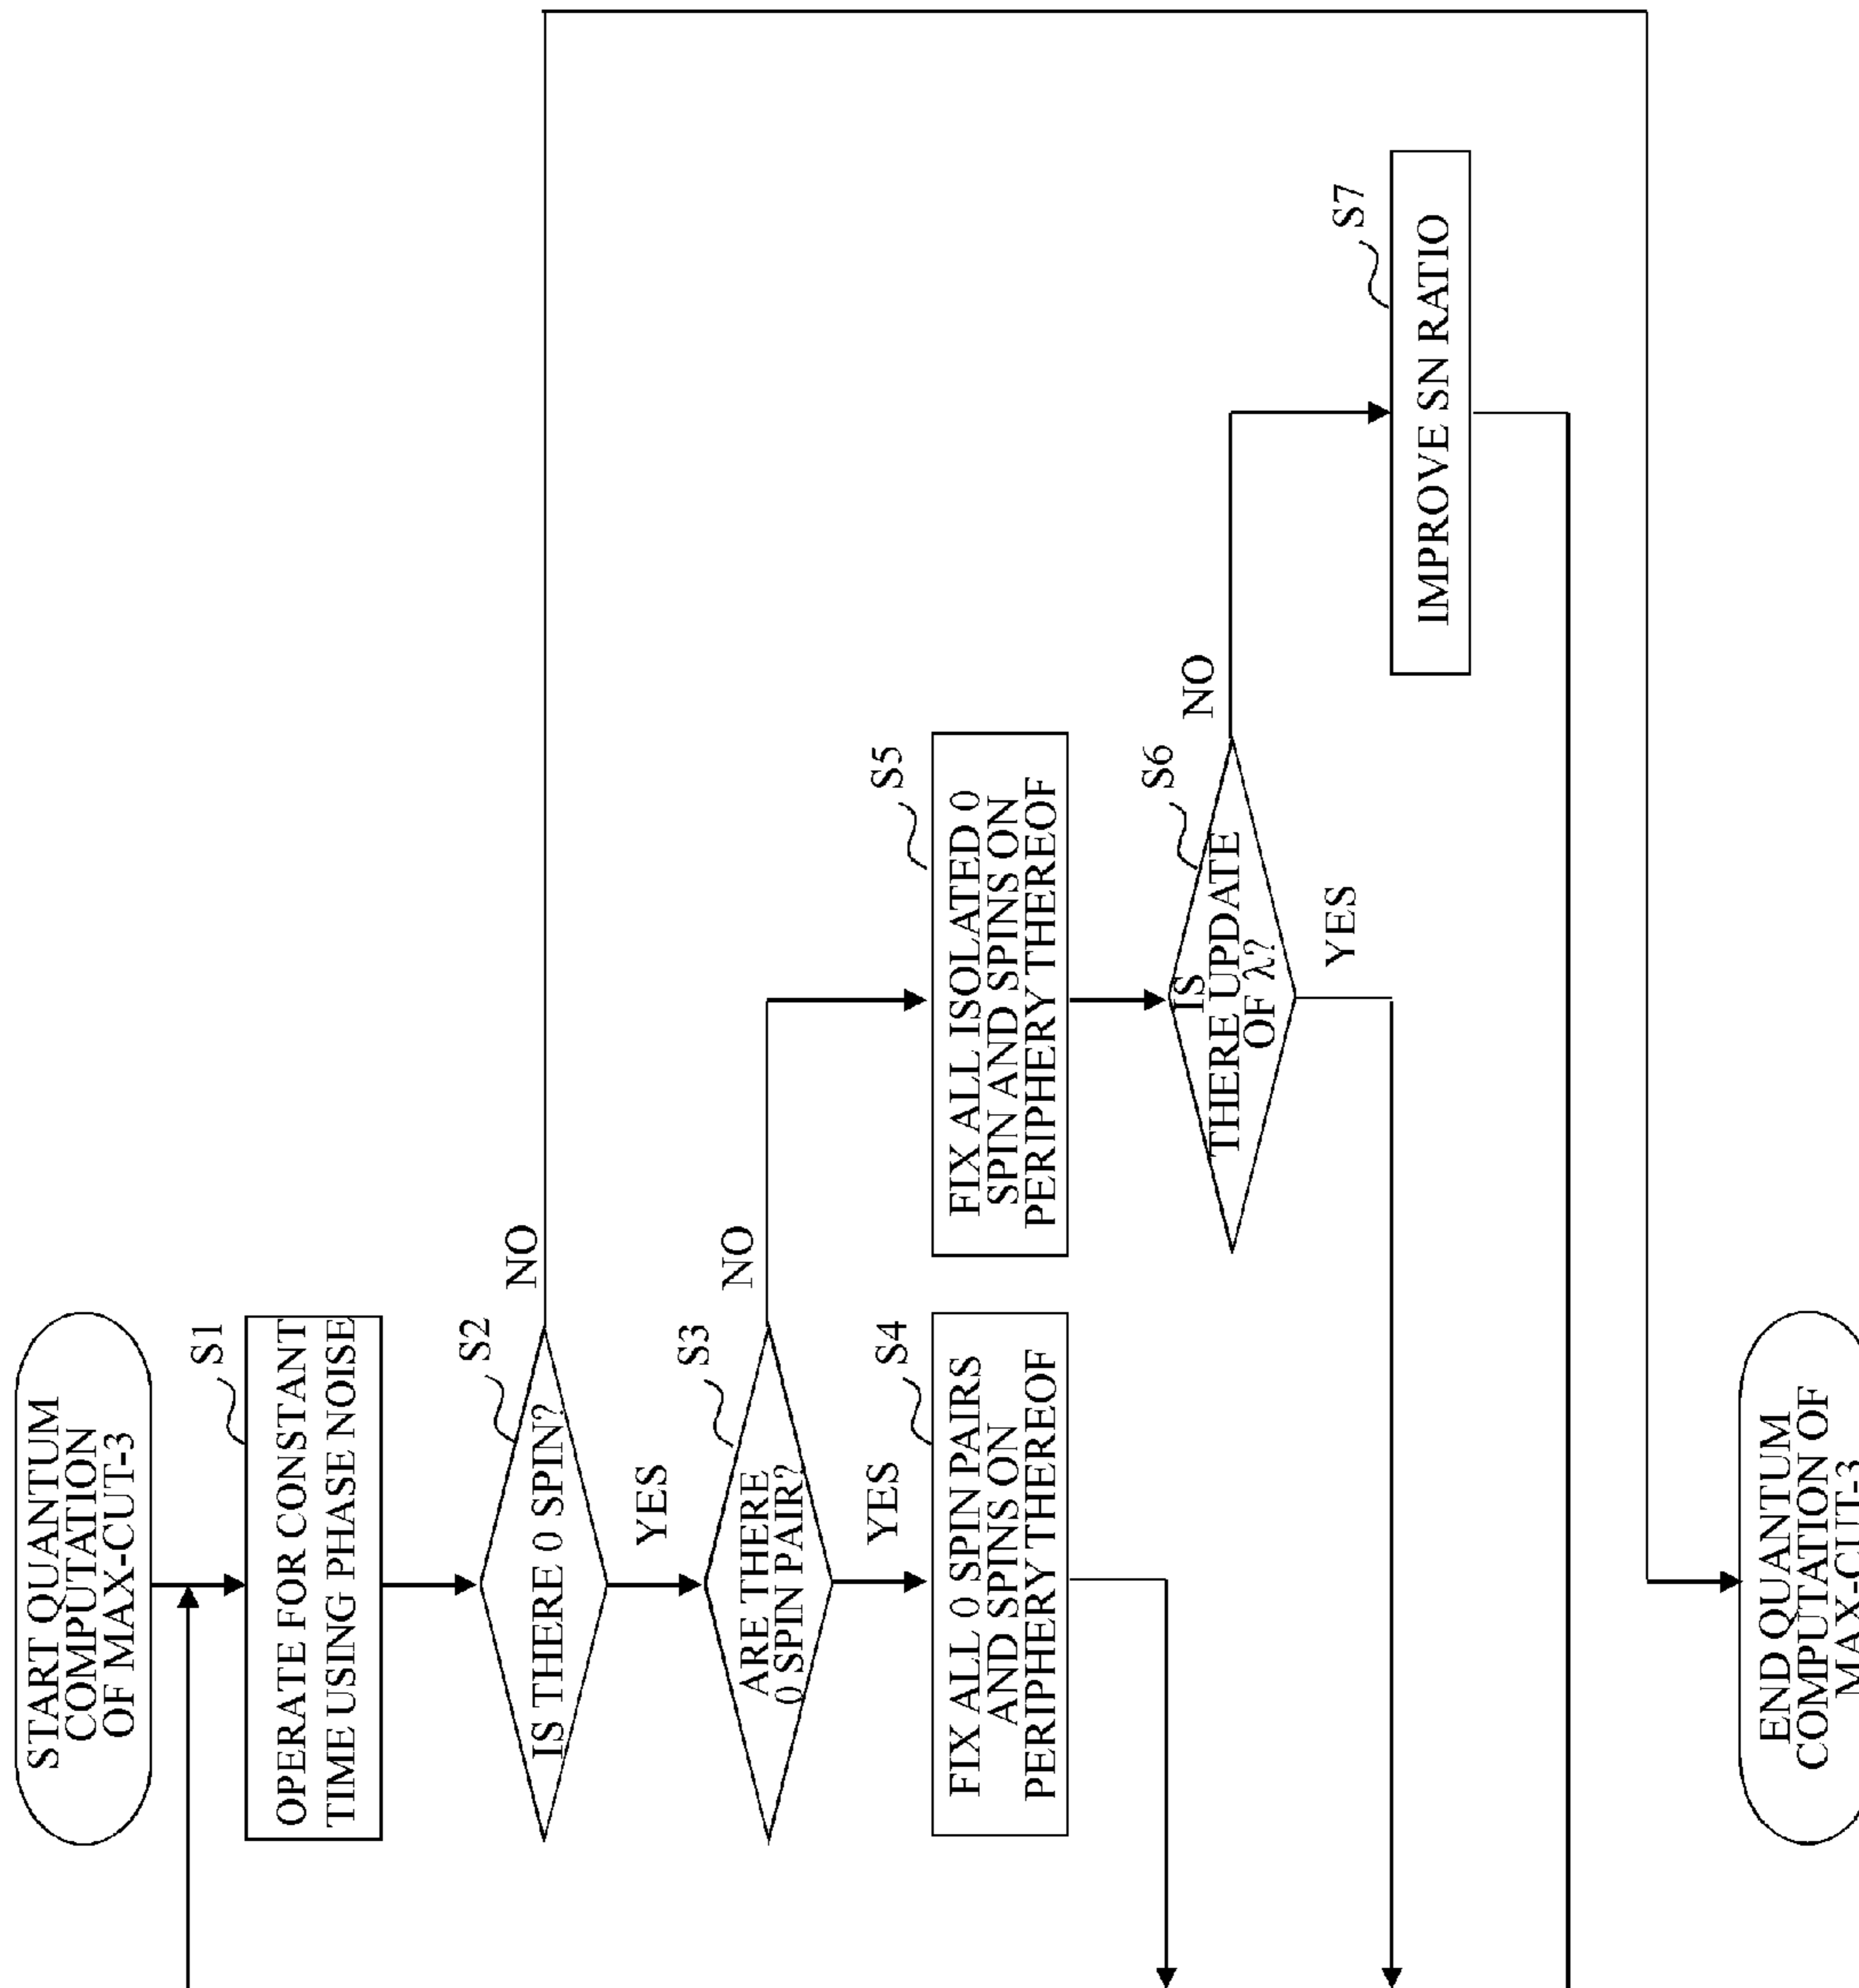 START QUANTUM
COMPUTATION
OF MAX-CUT-3
S1
OPERATE FOR CONSTANT
TIME USING PHASE NOISE
S2
IS THERE 0 SPIN?
NO
YES
S3
ARE THERE
0 SPIN PAIR?
NO
YES
S4
FIX ALL 0 SPIN PAIRS
AND SPINS ON
PERIPHERY THEREOF
S5
FIX ALL ISOLATED 0
SPIN AND SPINS ON
PERIPHERY THEREOF
S6
IS
THERE UPDATE
OF λ?
NO
YES
S7
IMPROVE SN RATIO
END QUANTUM
COMPUTATION OF
MAX-CUT-3